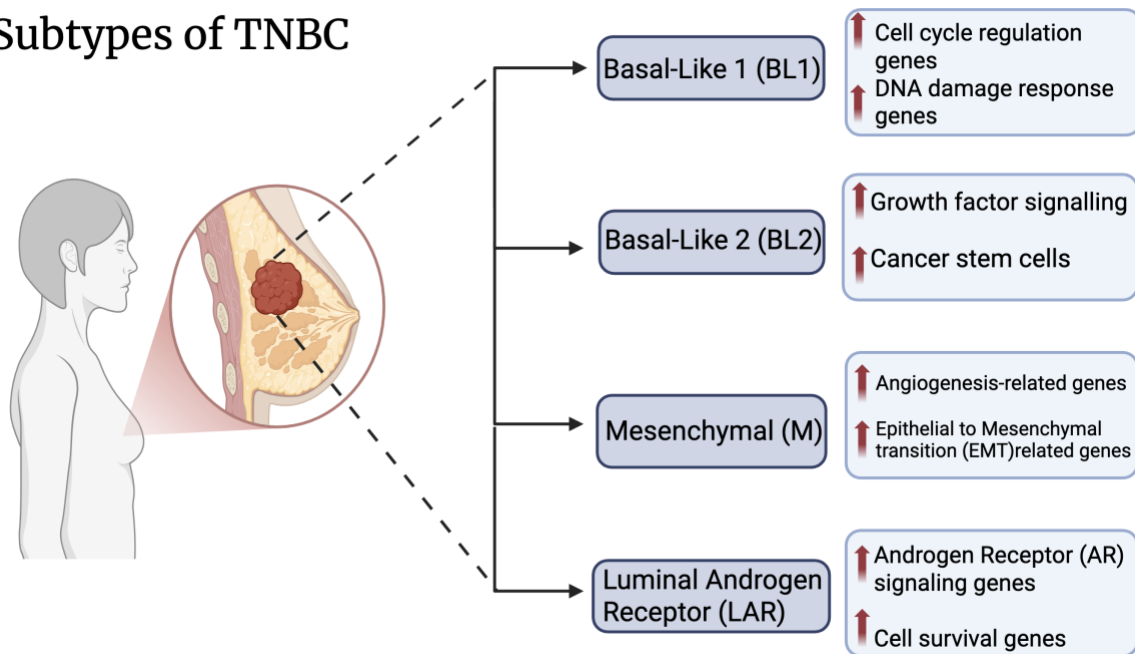 Subtypes of TNBC
Basal-Like 1 (BL1)
Cell cycle regulation
genes
DNA damage response
genes
Basal-Like 2 (BL2)
Growth factor signalling
Cancer stem cells
Mesenchymal (M)
Angiogenesis-related genes
Epithelial to Mesenchymal
transition (EMT)related genes
Luminal Androgen
Receptor (LAR)
Androgen Receptor (AR)
signaling genes
Cell survival genes